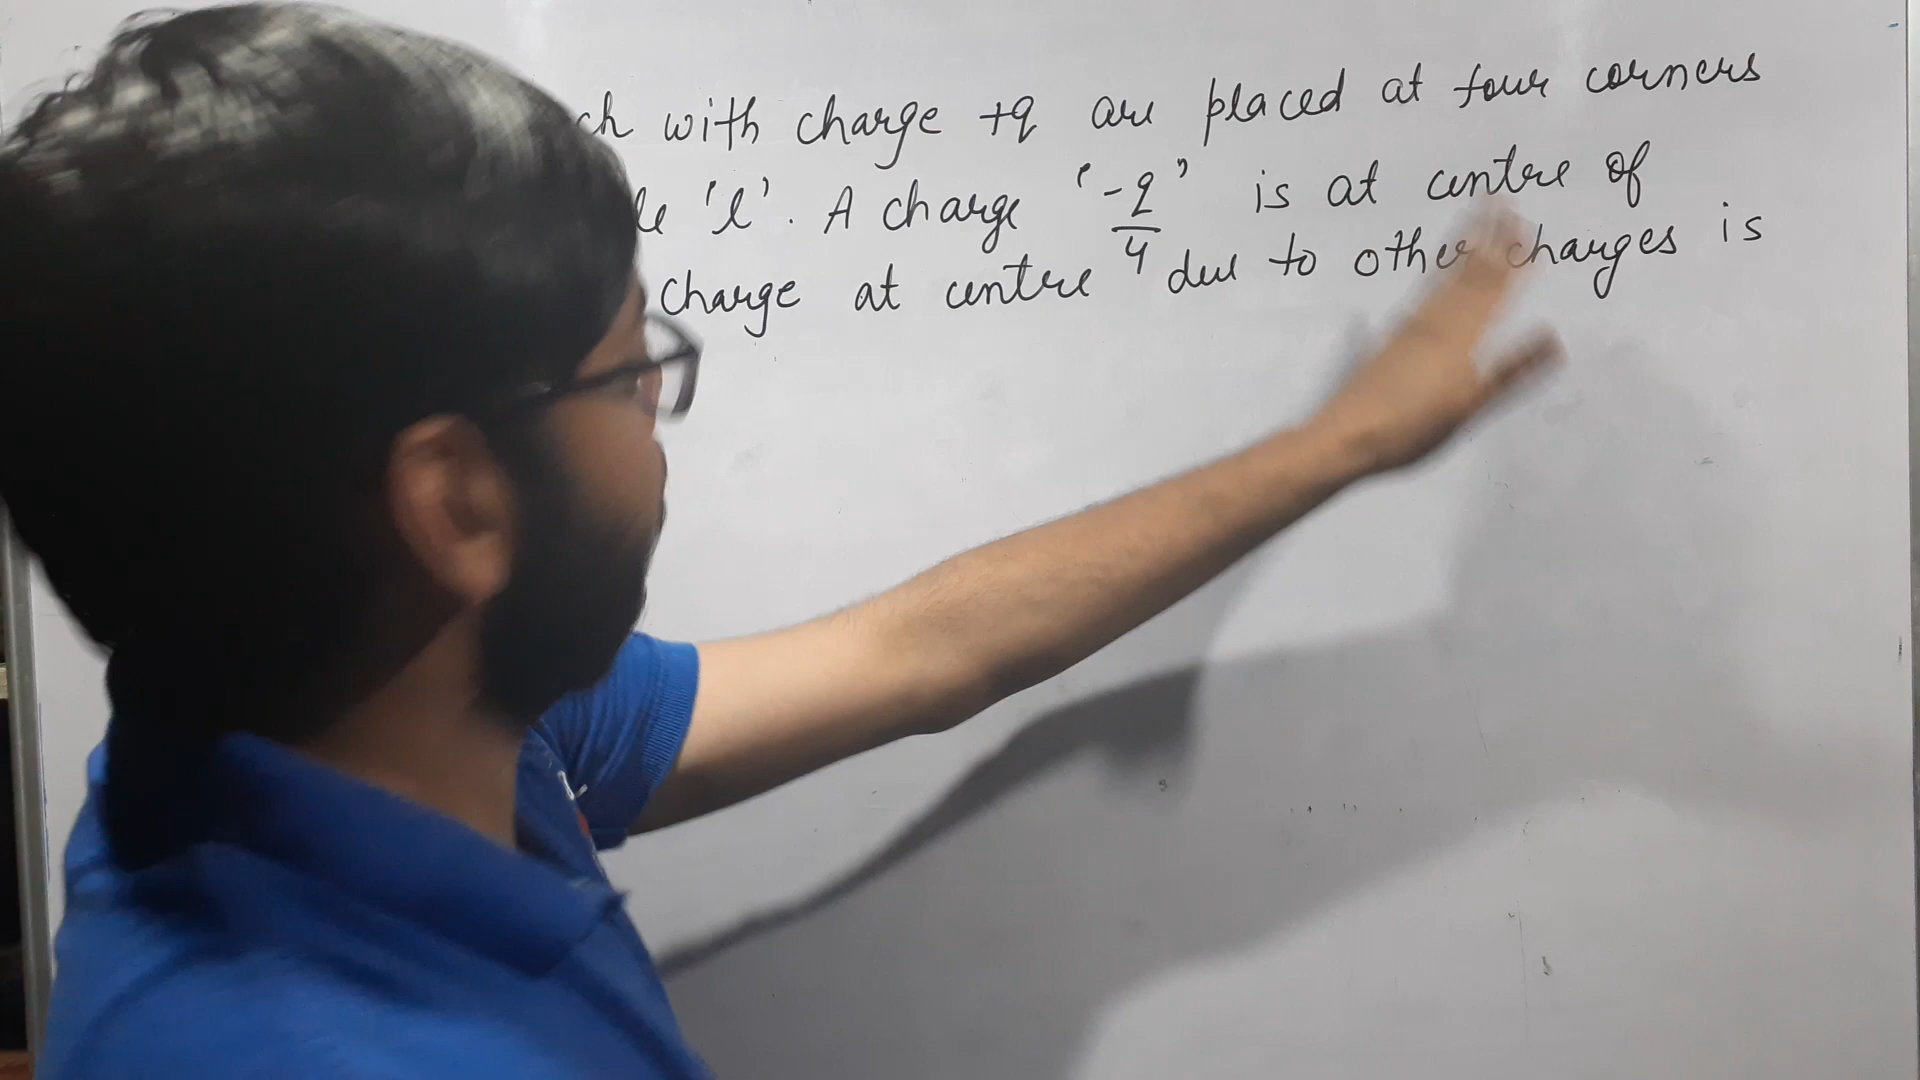 with charge +q are placed at four corners
'l'. A charge '-q/4' is at centre of
charge at centre due to other charges is